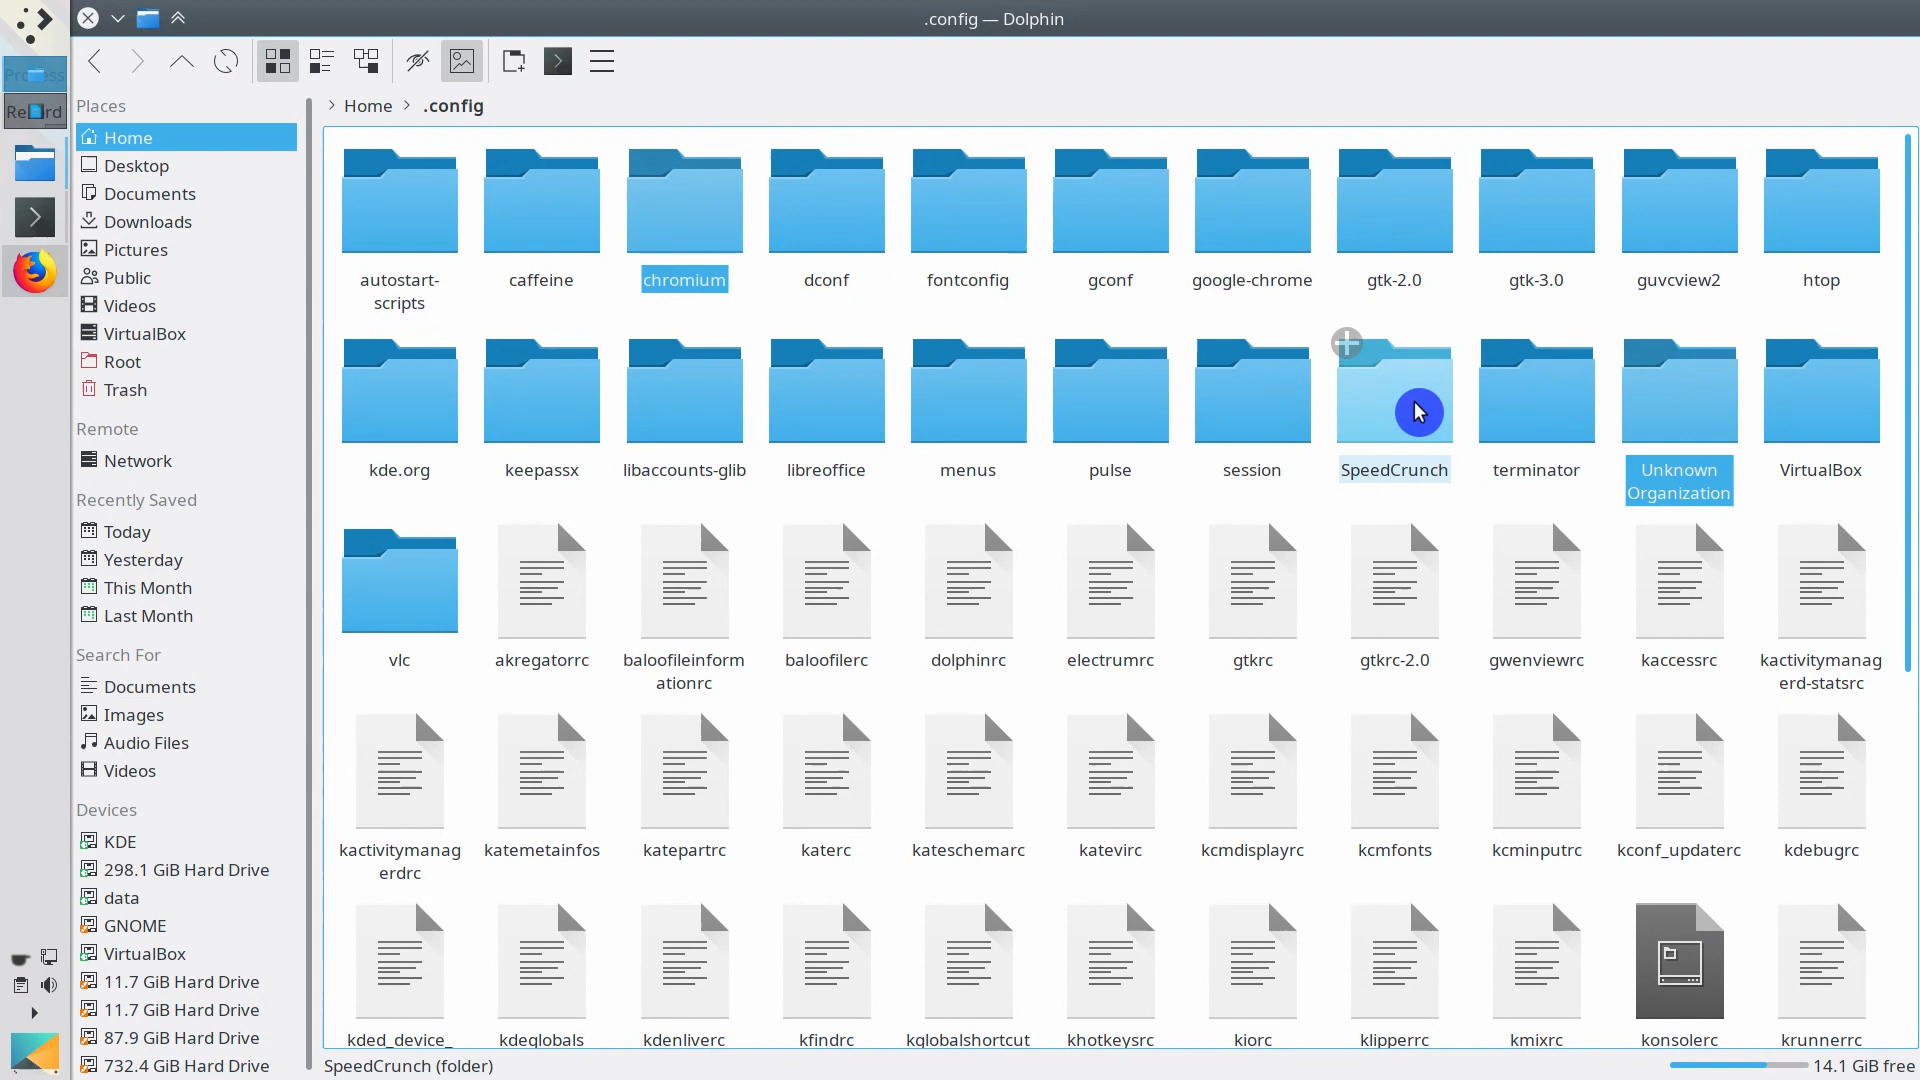 .config — Dolphin
Places
Home
Desktop
Documents
Downloads
Pictures
Public
Videos
VirtualBox
Root
Trash
Remote
Network
Recently Saved
Today
Yesterday
This Month
Last Month
Search For
Documents
Images
Audio Files
Videos
Devices
KDE
298.1 GiB Hard Drive
data
GNOME
VirtualBox
11.7 GiB Hard Drive
11.7 GiB Hard Drive
87.9 GiB Hard Drive
732.4 GiB Hard Drive
Home
.config
autostart-
scripts
caffeine
chromium
dconf
fontconfig
gconf
google-chrome
gtk-2.0
gtk-3.0
guvcview2
htop
kde.org
keepassx
libaccounts-glib
libreoffice
menus
pulse
session
SpeedCrunch
terminator
Unknown
Organization
VirtualBox
vlc
akregatorrc
baloofileinform
ationrc
baloofilerc
dolphinrc
electrumrc
gtkrc
gtkrc-2.0
gwenviewrc
kaccessrc
kactivitymanag
erd-statsrc
kactivitymanag
erdrc
katemetainfos
katepartrc
katerc
kateschemarc
katevirc
kcmdisplayrc
kcmfonts
kcminputrc
kconf_updaterc
kdebugrc
kded_device_
kdeglobals
kdenliverc
kfindrc
kglobalshortcut
khotkeysrc
kiorc
klipperrc
kmixrc
konsolerc
krunnerrc
SpeedCrunch (folder)
14.1 GiB free